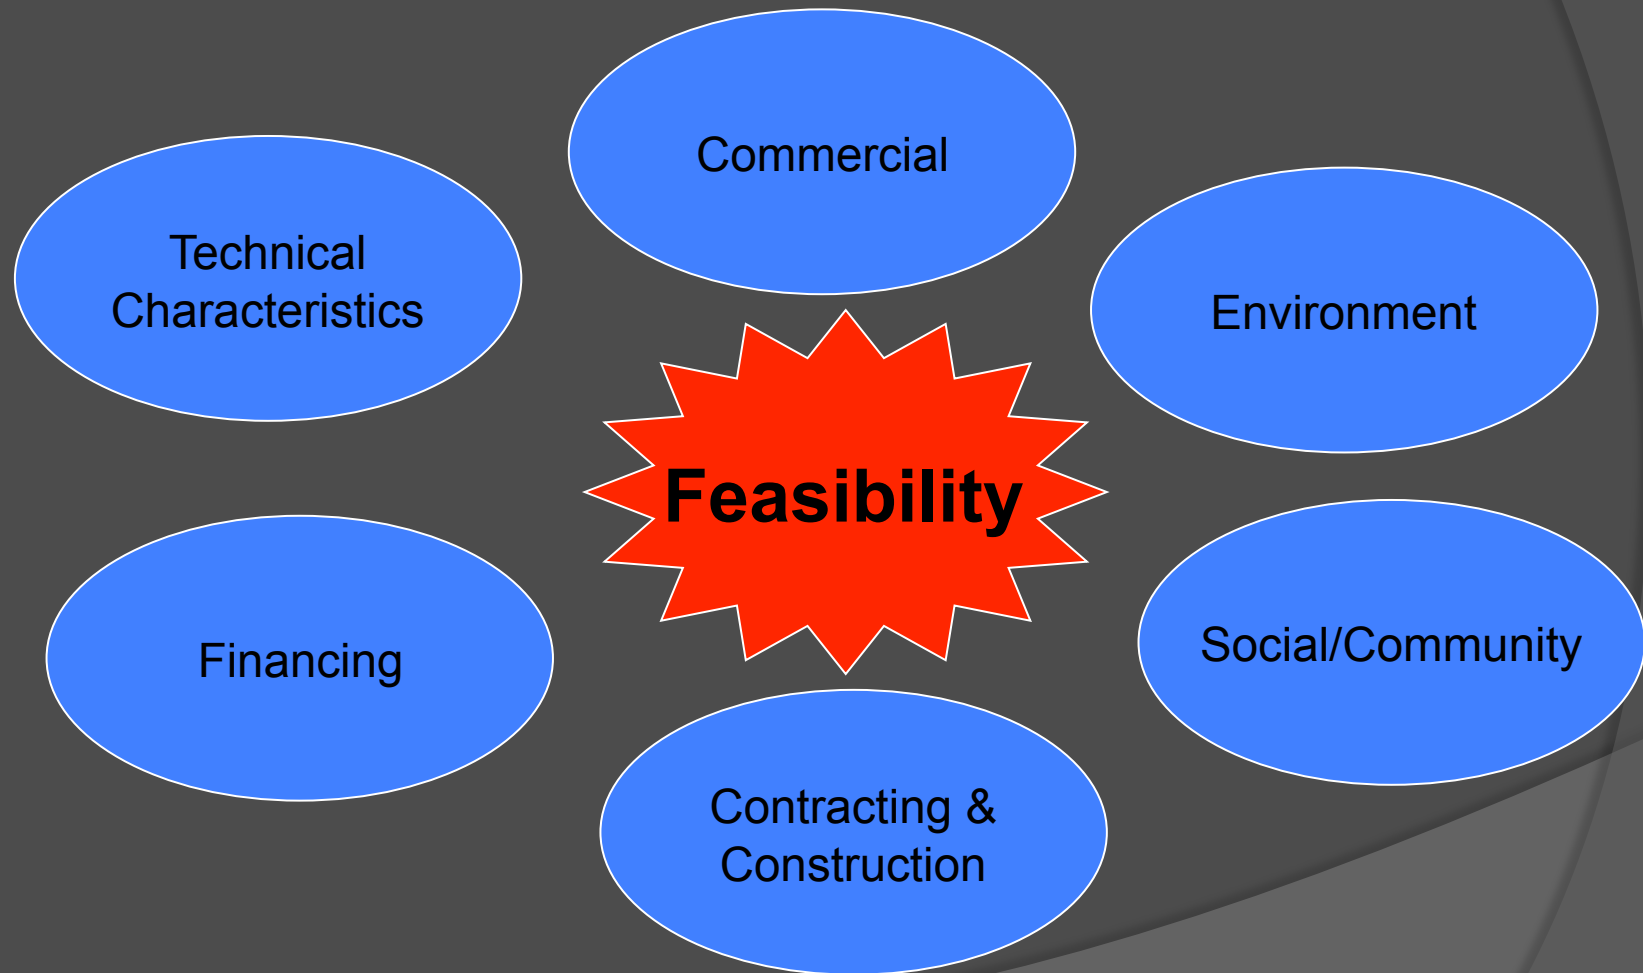 Commercial
Technical
Characteristics
Environment
Feasibility
Financing
Social/Community
Contracting &
Construction